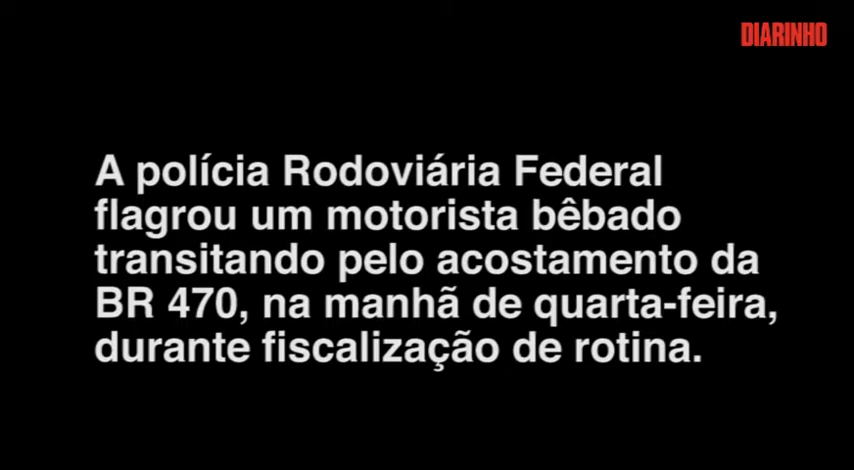 DIARINHO
A polícia Rodoviária Federal
flagrou um motorista bêbado
transitando pelo acostamento da
BR 470, na manhã de quarta-feira,
durante fiscalização de rotina.